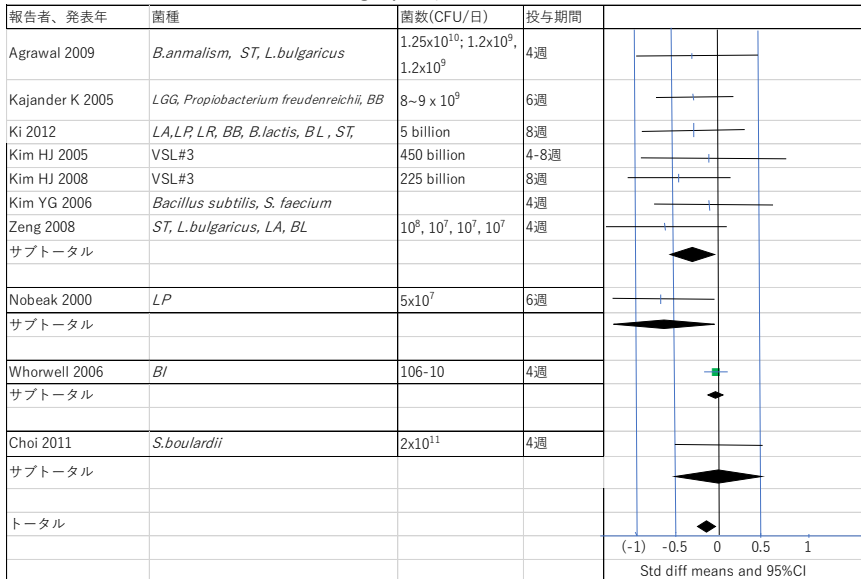 報告者、発表年 菌種 菌数(CFU/日) 投与期間
Agrawal 2009 B.anmalism, ST, L.bulgaricus 1.25x10¹⁰; 1.2x10⁹, 4週
1.2x10⁹
Kajander K 2005 LGG, Propiobacterium freudenreichii, BB 8~9 x 10⁹ 6週
Ki 2012 LA,LP, LR, BB, B.lactis, BL , ST, 5 billion 8週
Kim HJ 2005 VSL#3 450 billion 4-8週
Kim HJ 2008 VSL#3 225 billion 8週
Kim YG 2006 Bacillus subtilis, S. faecium 4週
Zeng 2008 ST, L.bulgaricus, LA, BL 10⁸, 10⁷, 10⁷, 10⁷ 4週
サブトータル
Nobeak 2000 LP 5x10⁷ 6週
サブトータル
Whorwell 2006 BI 106-10 4週
サブトータル
Choi 2011 S.boulardii 2x10¹¹ 4週
サブトータル
トータル
(-1) -0.5 0 0.5 1
Std diff means and 95%CI